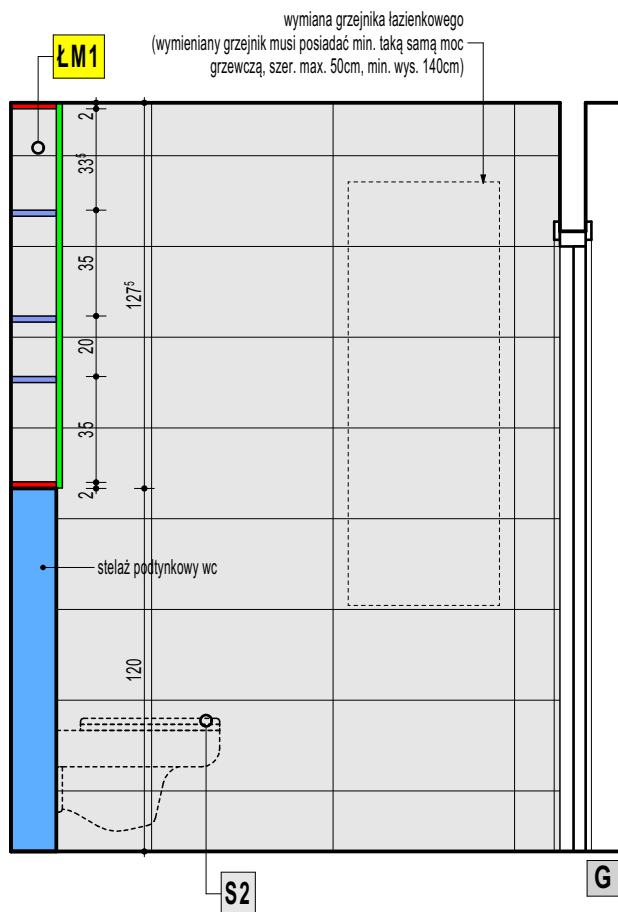 wymiana grzejnika łazienkowego
(wymieniany grzejnik musi posiadać min. taką samą moc
grzewczą, szer. max. 50cm, min. wys. 140cm)
ŁM1
2
33⁵
35
127⁵
20
35
2
stelaż podtynkowy wc
120
S2
G